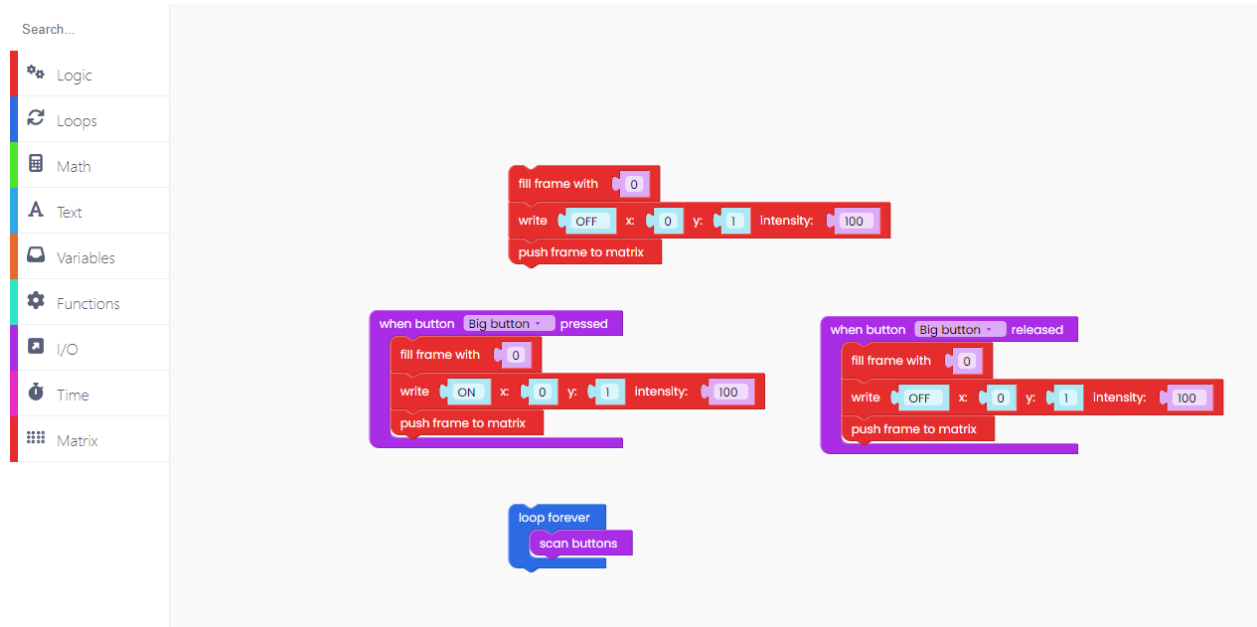 Search...
Logic
Loops
Math
Text
Variables
Functions
I/O
Time
Matrix
fill frame with 0
write OFF x: 0 y: 1 intensity: 100
push frame to matrix
when button Big button pressed
fill frame with 0
write ON x: 0 y: 1 intensity: 100
push frame to matrix
when button Big button released
fill frame with 0
write OFF x: 0 y: 1 intensity: 100
push frame to matrix
loop forever
scan buttons